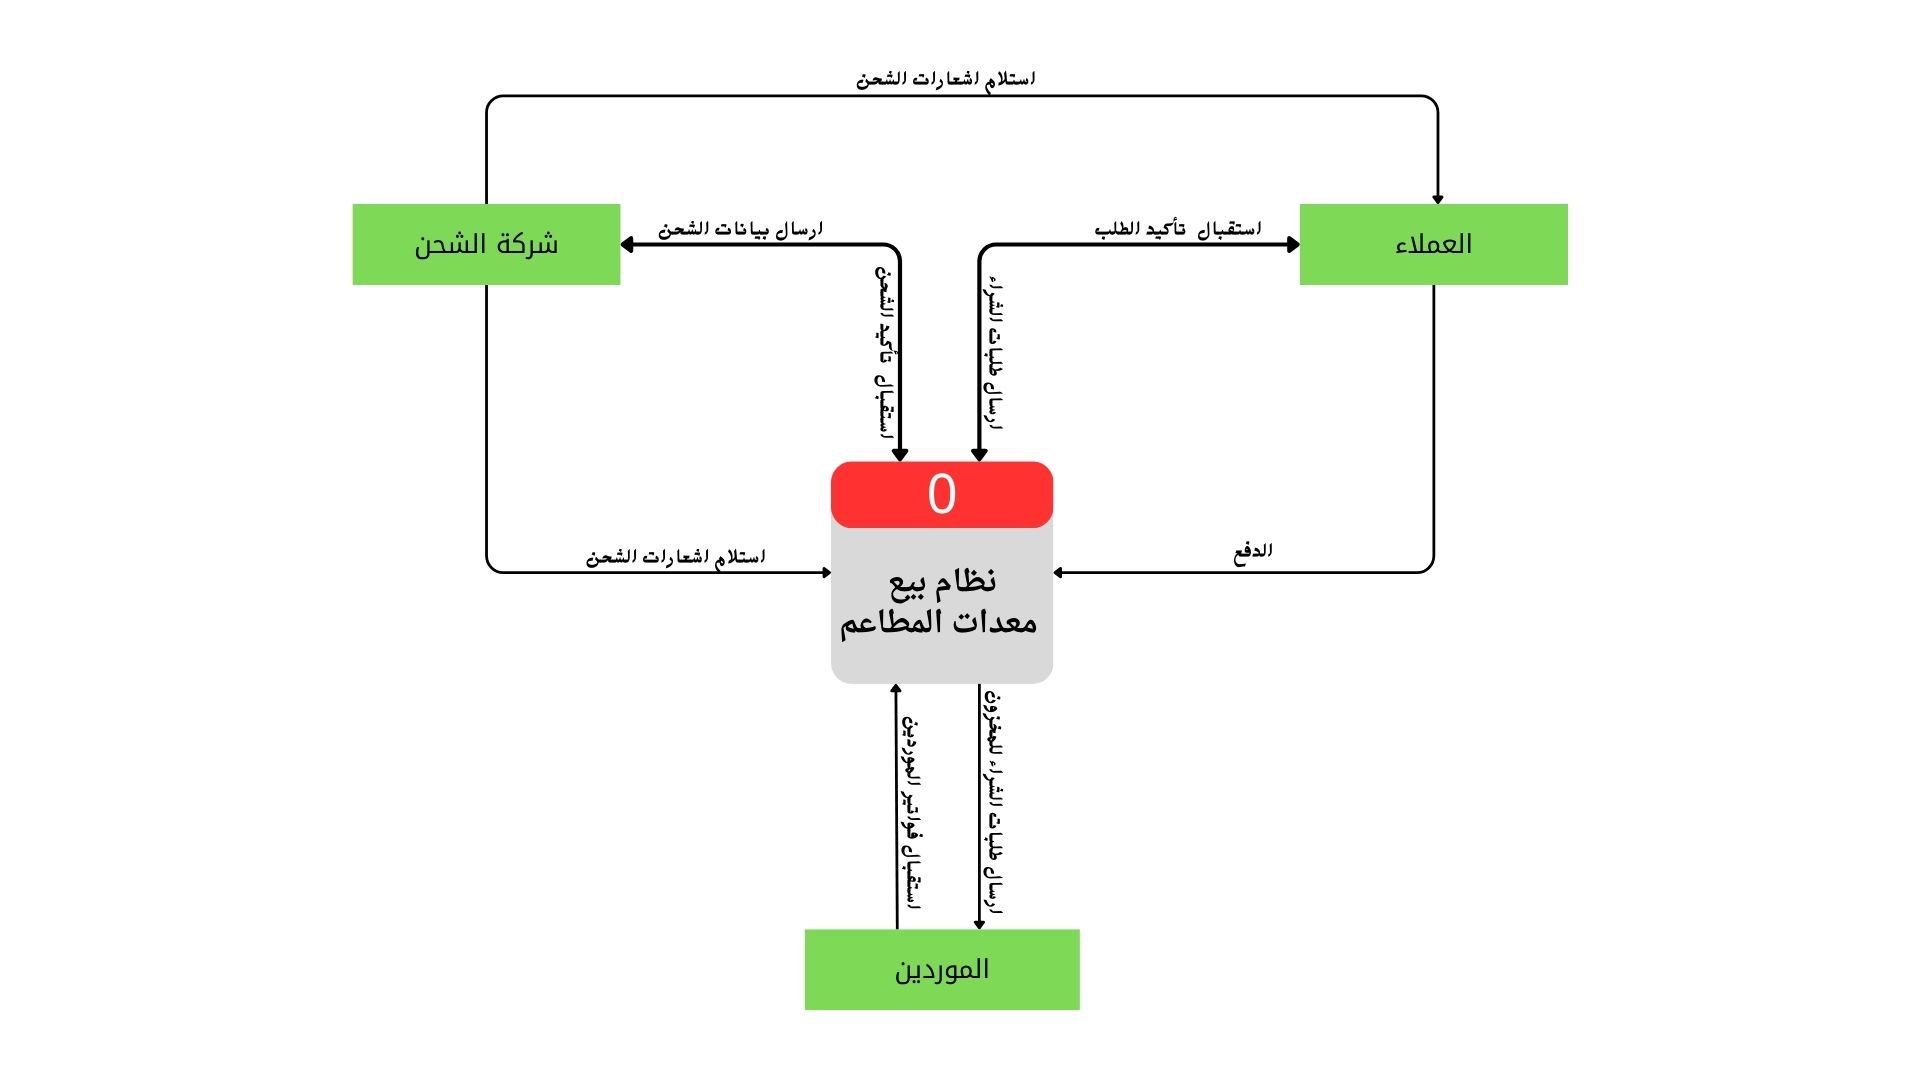 استلام اشعارات الشحن
شركة الشحن
ارسال بيانات الشحن
استقبال تأكيد الطلب
العملاء
استقبال تأكيد الشحن
ارسال طلبات الشراء
0
استلام اشعارات الشحن
الدفع
نظام بيع
معدات المطاعم
استقبال فواتير الموردين
ارسال طلبات الشراء للمخزون
الموردين